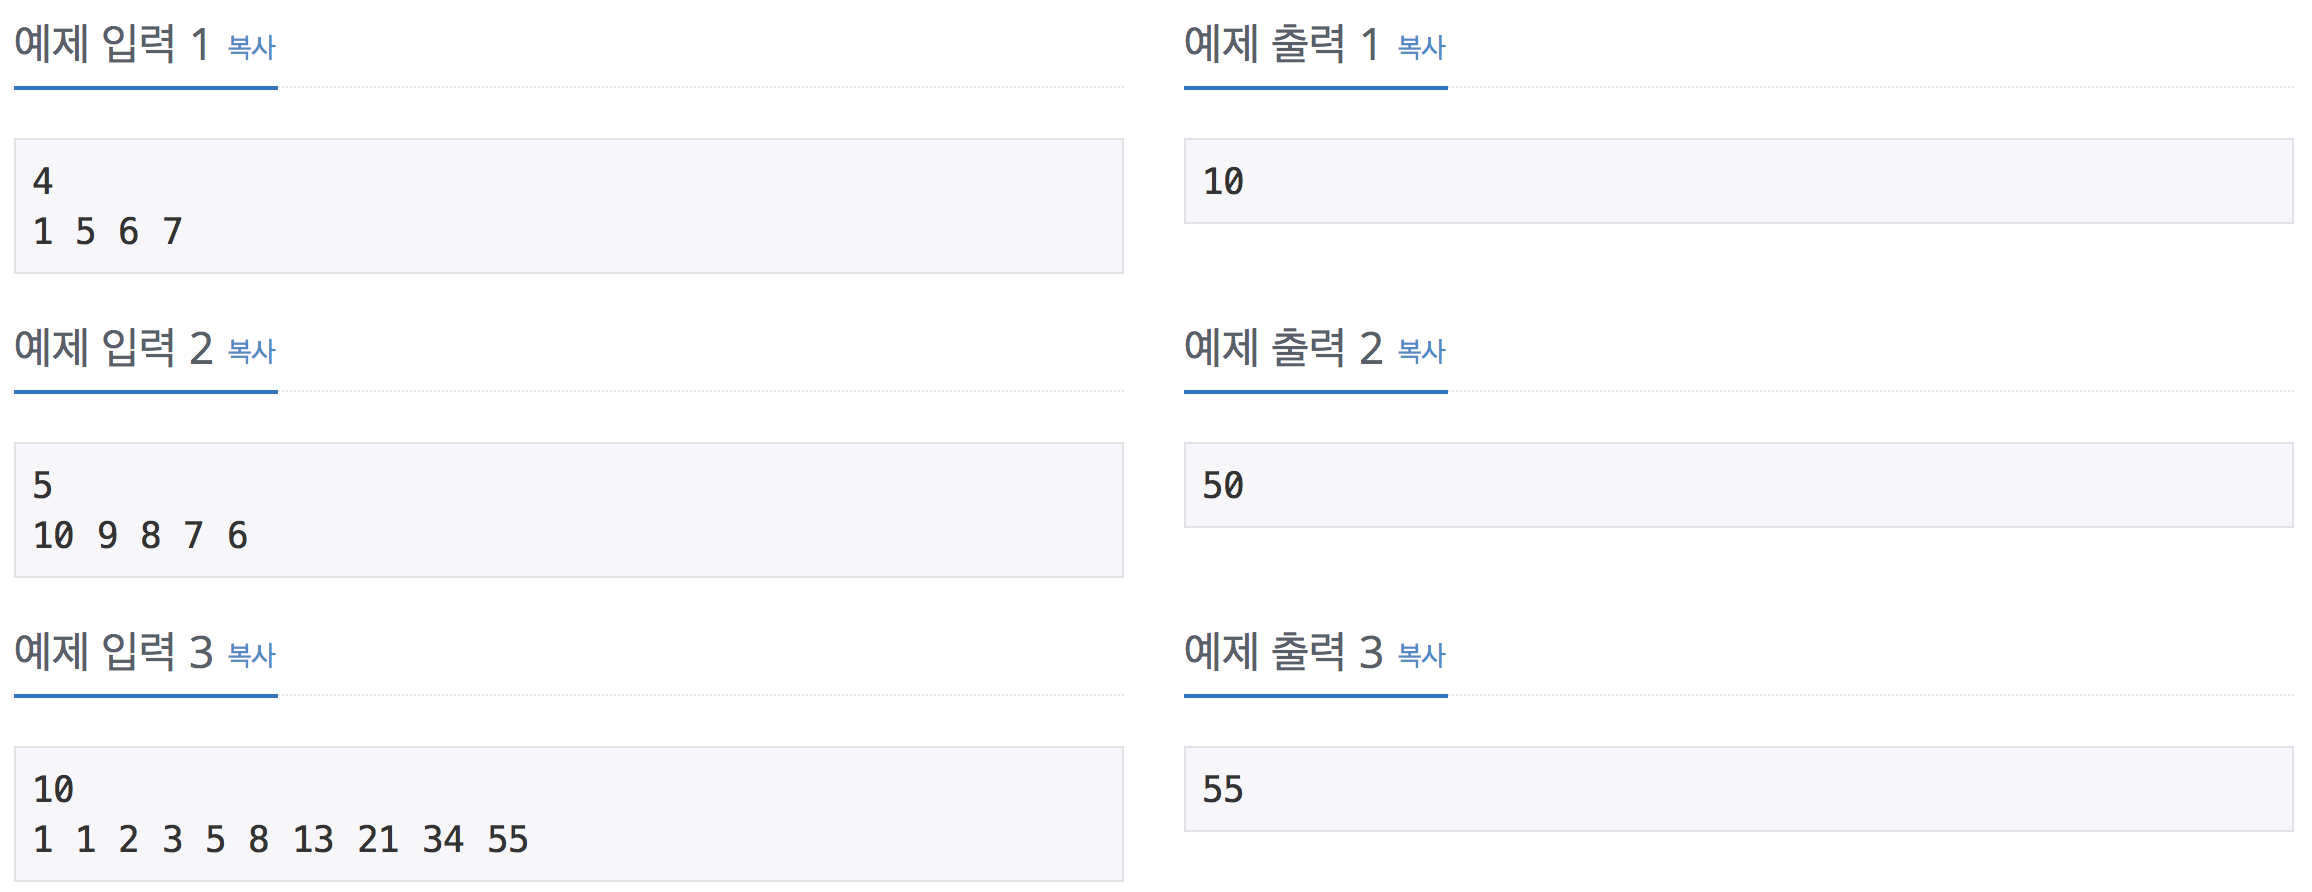 예제 입력 1 복사
예제 출력 1 복사
4
1 5 6 7
10
예제 입력 2 복사
예제 출력 2 복사
5
10 9 8 7 6
50
예제 입력 3 복사
예제 출력 3 복사
10
1 1 2 3 5 8 13 21 34 55
55